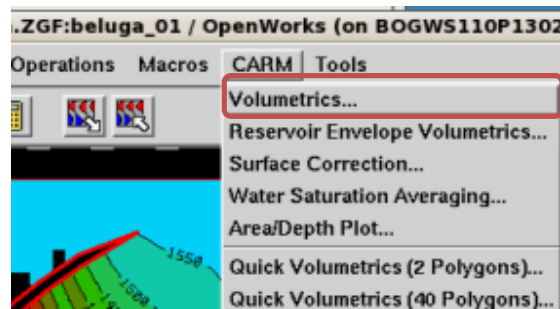 .ZGF:beluga_01 / OpenWorks (on BOGWS110P1302
Operations Macros CARM Tools
Volumetrics...
Reservoir Envelope Volumetrics...
Surface Correction...
Water Saturation Averaging...
Area/Depth Plot...
Quick Volumetrics (2 Polygons)...
Quick Volumetrics (40 Polygons)...
1550
1500